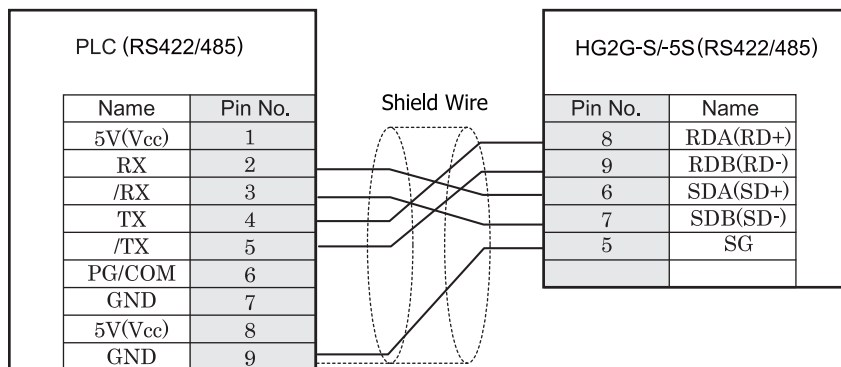 PLC (RS422/485)
HG2G-S/-5S(RS422/485)
Shield Wire
Name Pin No.
5V(Vcc) 1
RX 2
/RX 3
TX 4
/TX 5
PG/COM 6
GND 7
5V(Vcc) 8
GND 9
Pin No. Name
8 RDA(RD+)
9 RDB(RD-)
6 SDA(SD+)
7 SDB(SD-)
5 SG